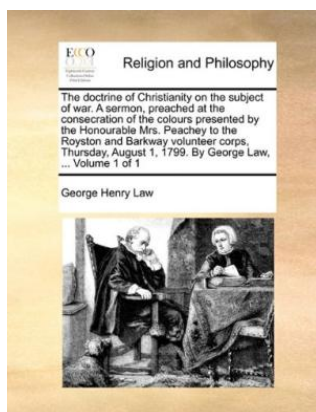 ECCO
Religion and Philosophy
The doctrine of Christianity on the subject
of war. A sermon, preached at the
consecration of the colours presented by
the Honourable Mrs. Peachey to the
Royston and Barkway volunteer corps,
Thursday, August 1, 1799. By George Law,
... Volume 1 of 1
George Henry Law